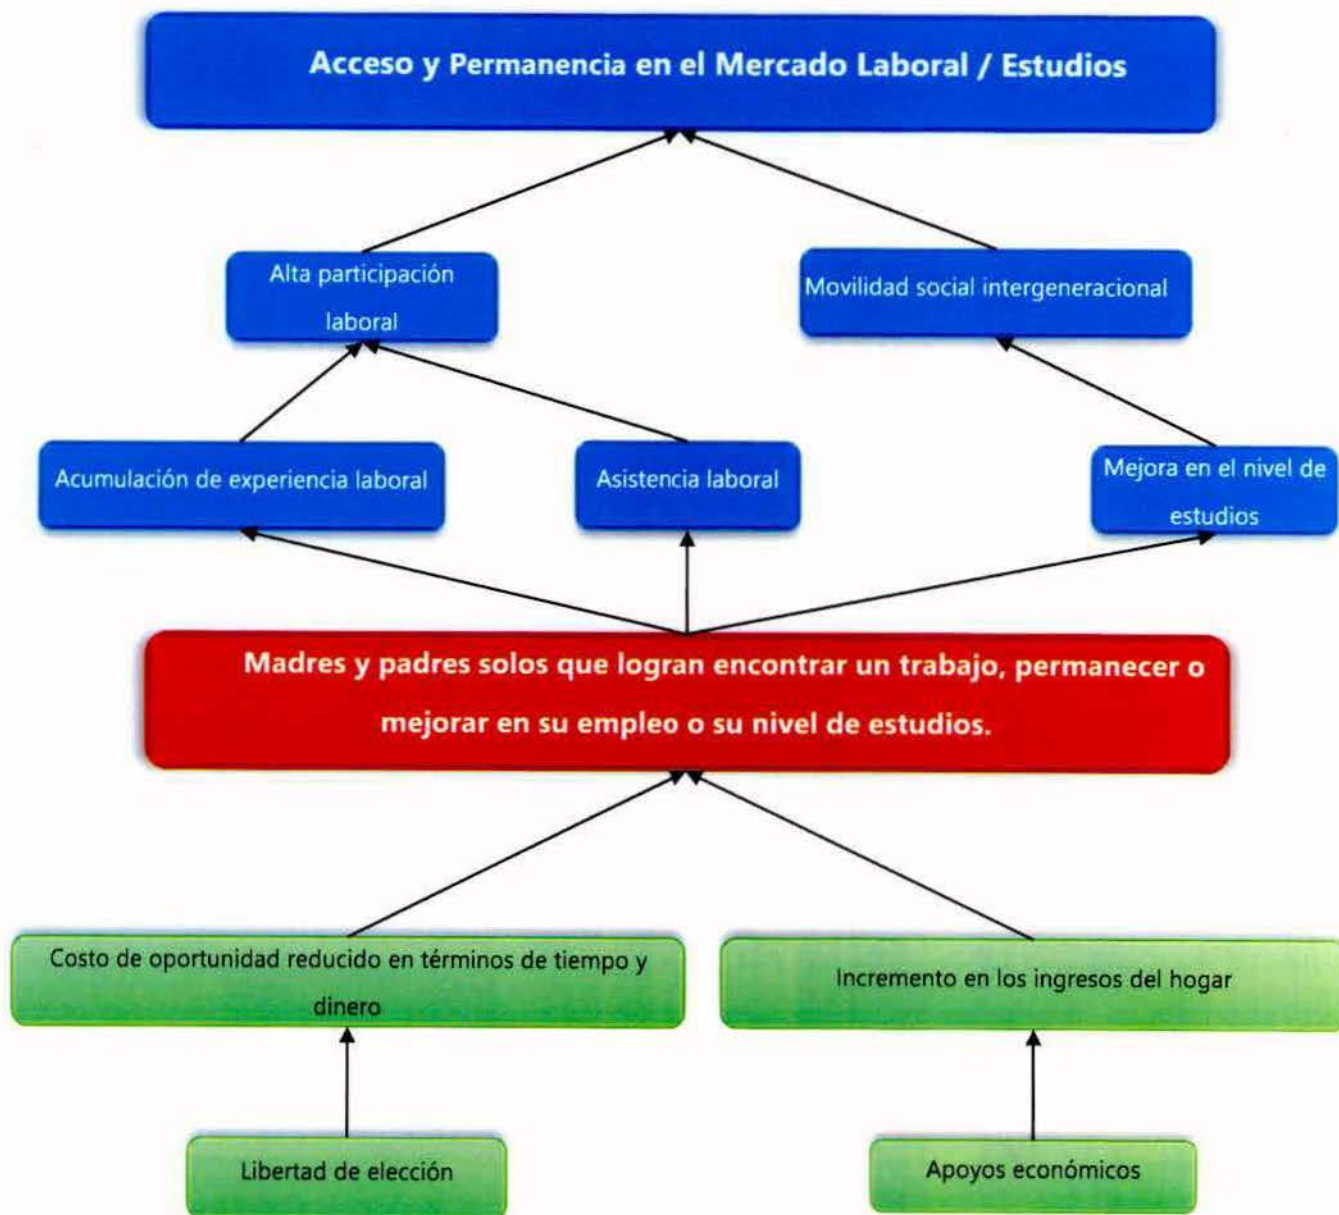 Acceso y Permanencia en el Mercado Laboral / Estudios
Alta participación
laboral
Movilidad social intergeneracional
Acumulación de experiencia laboral
Asistencia laboral
Mejora en el nivel de
estudios
Madres y padres solos que logran encontrar un trabajo, permanecer o
mejorar en su empleo o su nivel de estudios.
Costo de oportunidad reducido en términos de tiempo y
dinero
Incremento en los ingresos del hogar
Libertad de elección
Apoyos económicos